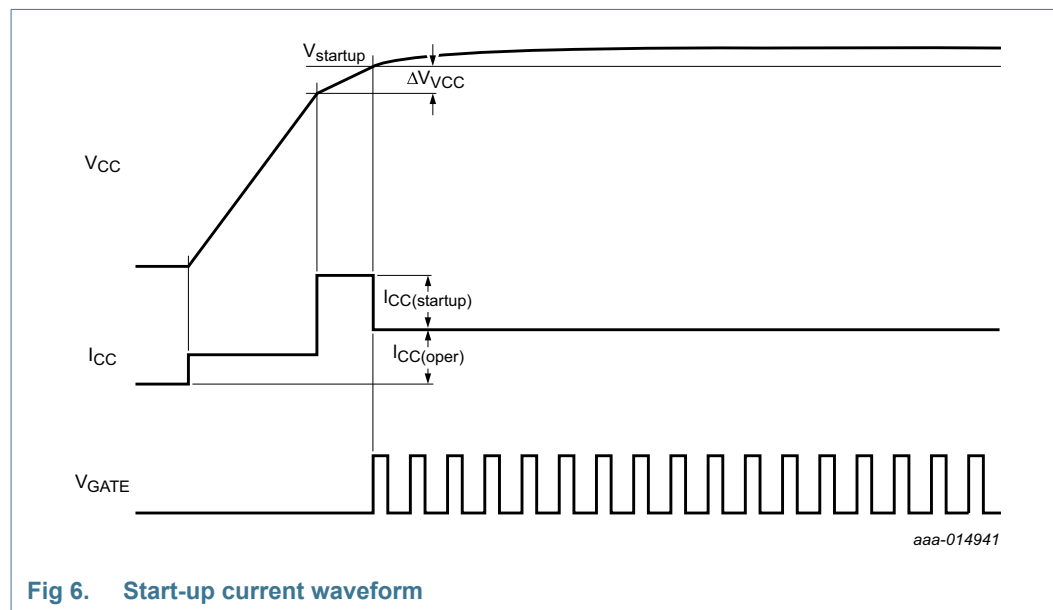 Vstartup
ΔVVCC
VCC
ICC(startup)
ICC
ICC(oper)
VGATE
aaa-014941
Fig 6. Start-up current waveform